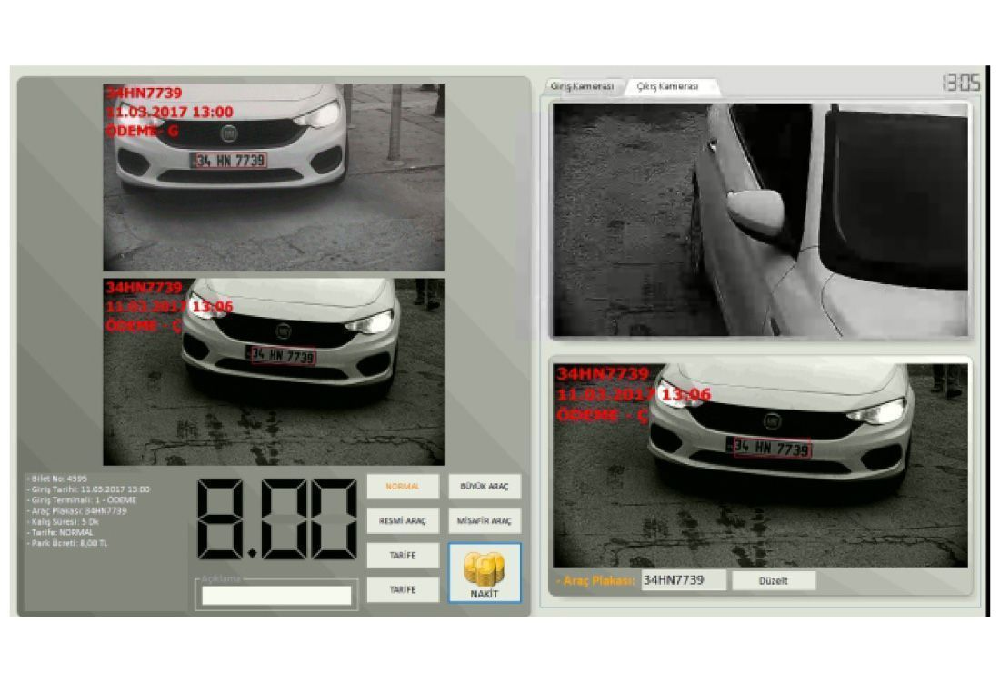 34HN7739
11.03.2017 13:00
ÖDEME- G
34 HN 7739
34HN7739
11.03.2017 13:06
ÖDEME - Ç
34 HN 7739
- Bilet No: 4595
- Giriş Tarihi: 11.03.2017 13:00
- Giriş Terminali: 1 - ÖDEME
- Araç Plakası: 34HN7739
- Kalış Süresi: 5 Dk
- Tarife: NORMAL
- Park Ücreti: 8,00 TL
8.00
Açıklama
NORMAL
BÜYÜK ARAÇ
RESMİ ARAÇ
MİSAFİR ARAÇ
TARİFE
TARİFE
NAKİT
Giriş Kamerası
Çıkış Kamerası
13:05
34HN7739
11.03.2017 13:06
ÖDEME - Ç
34 HN 7739
- Araç Plakası:
34HN7739
Düzelt